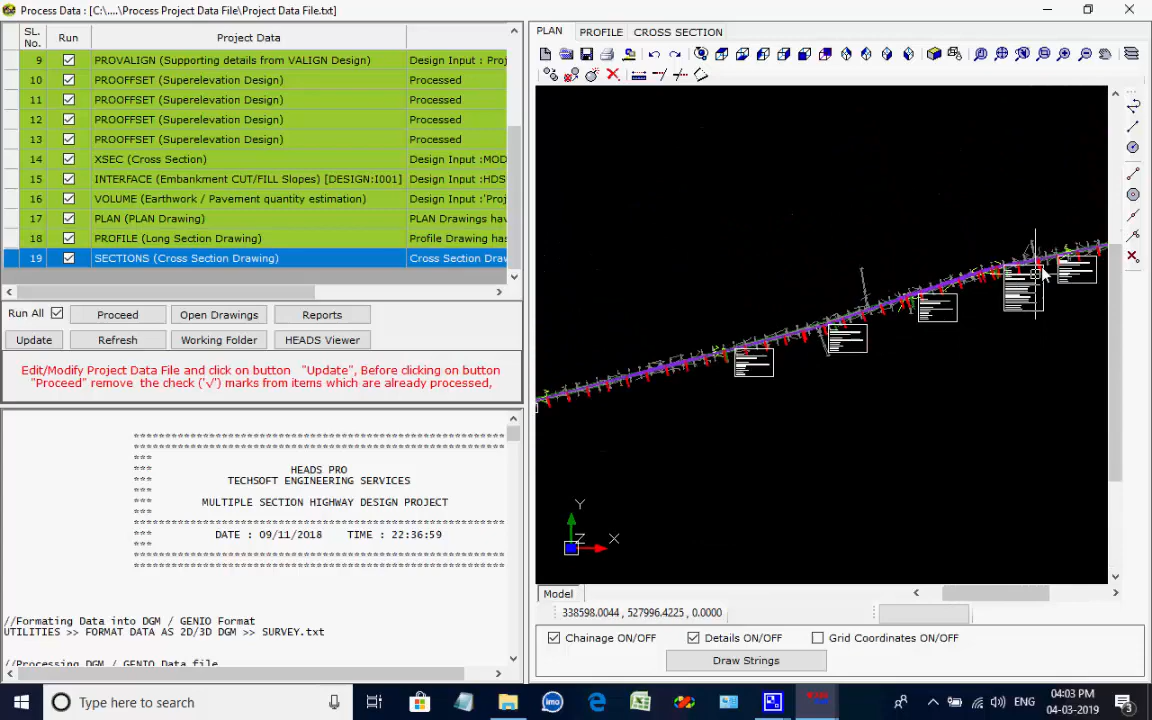 Process Data : [C:\....\Process Project Data File\Project Data File.txt]
SL. No. Run Project Data
9 PROVALIGN (Supporting details from VALIGN Design) Design Input : Proj
10 PROOFFSET (Superelevation Design) Processed
11 PROOFFSET (Superelevation Design) Processed
12 PROOFFSET (Superelevation Design) Processed
13 PROOFFSET (Superelevation Design) Processed
14 XSEC (Cross Section) Design Input :MOD
15 INTERFACE (Embankment CUT/FILL Slopes) [DESIGN:I001] Design Input :HDS
16 VOLUME (Earthwork / Pavement quantity estimation) Design Input :'Proj
17 PLAN (PLAN Drawing) PLAN Drawings hav
18 PROFILE (Long Section Drawing) Profile Drawing has
19 SECTIONS (Cross Section Drawing) Cross Section Draw
Run All Proceed Open Drawings Reports
Update Refresh Working Folder HEADS Viewer
Edit/Modify Project Data File and click on button "Update", Before clicking on button
"Proceed" remove the check ('√') marks from items which are already processed,
***********************************************
***********************************************
***
*** HEADS PRO
*** TECHSOFT ENGINEERING SERVICES
***
*** MULTIPLE SECTION HIGHWAY DESIGN PROJECT
***
***********************************************
*** DATE : 09/11/2018 TIME : 22:36:59
***
***********************************************
***********************************************
//Formating Data into DGM / GENIO Format
UTILITIES >> FORMAT DATA AS 2D/3D DGM >> SURVEY.txt
//Processing DGM / GENIO Data file
PLAN PROFILE CROSS SECTION
Y
Z X
Model
338598.0044 , 527996.4225, 0.0000
Chainage ON/OFF Details ON/OFF Grid Coordinates ON/OFF
Draw Strings
Type here to search
imo
ENG
04:03 PM
04-03-2019
3